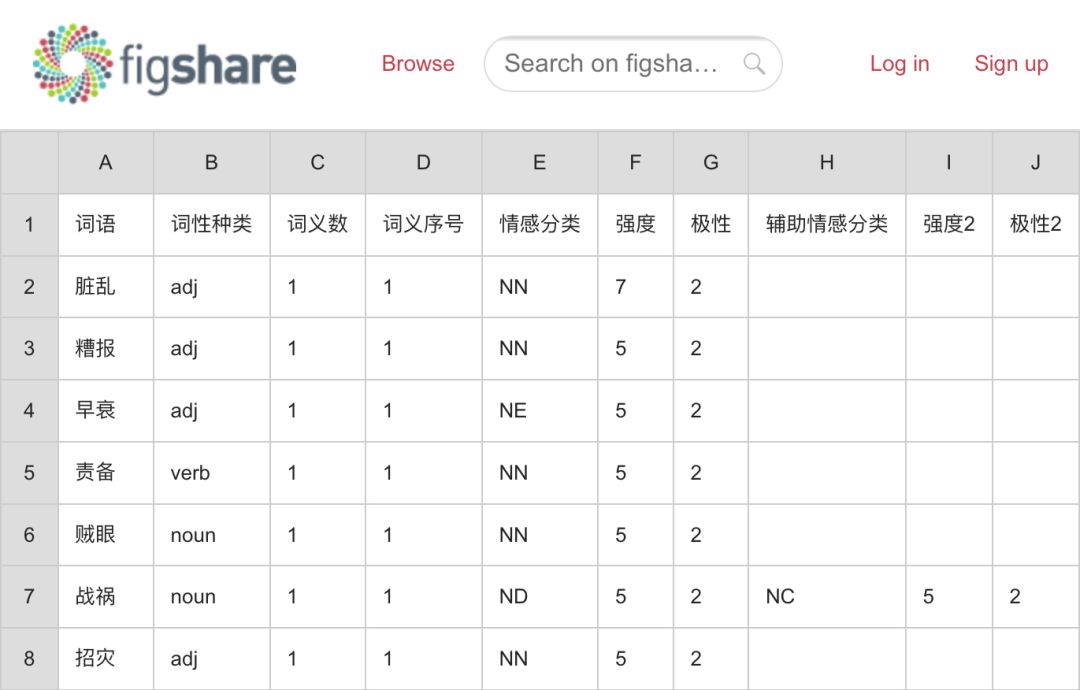 figshare Browse Search on figsha... Log in Sign up
A B C D E F G H I J
1 词语 词性种类 词义数 词义序号 情感分类 强度 极性 辅助情感分类 强度2 极性2
2 脏乱 adj 1 1 NN 7 2
3 糟报 adj 1 1 NN 5 2
4 早衰 adj 1 1 NE 5 2
5 责备 verb 1 1 NN 5 2
6 贼眼 noun 1 1 NN 5 2
7 战祸 noun 1 1 ND 5 2 NC 5 2
8 招灾 adj 1 1 NN 5 2